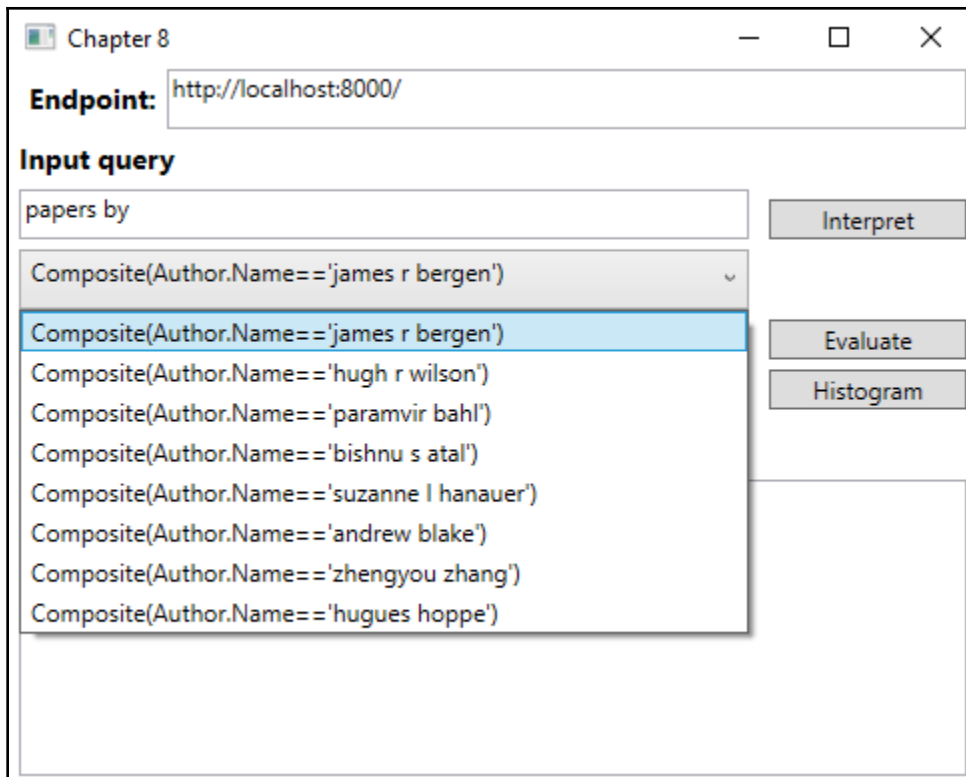 Chapter 8
Endpoint: http://localhost:8000/
Input query
papers by
Interpret
Composite(Author.Name=='james r bergen')
Composite(Author.Name=='james r bergen')
Evaluate
Composite(Author.Name=='hugh r wilson')
Histogram
Composite(Author.Name=='paramvir bahl')
Composite(Author.Name=='bishnu s atal')
Composite(Author.Name=='suzanne l hanauer')
Composite(Author.Name=='andrew blake')
Composite(Author.Name=='zhengyou zhang')
Composite(Author.Name=='hugues hoppe')